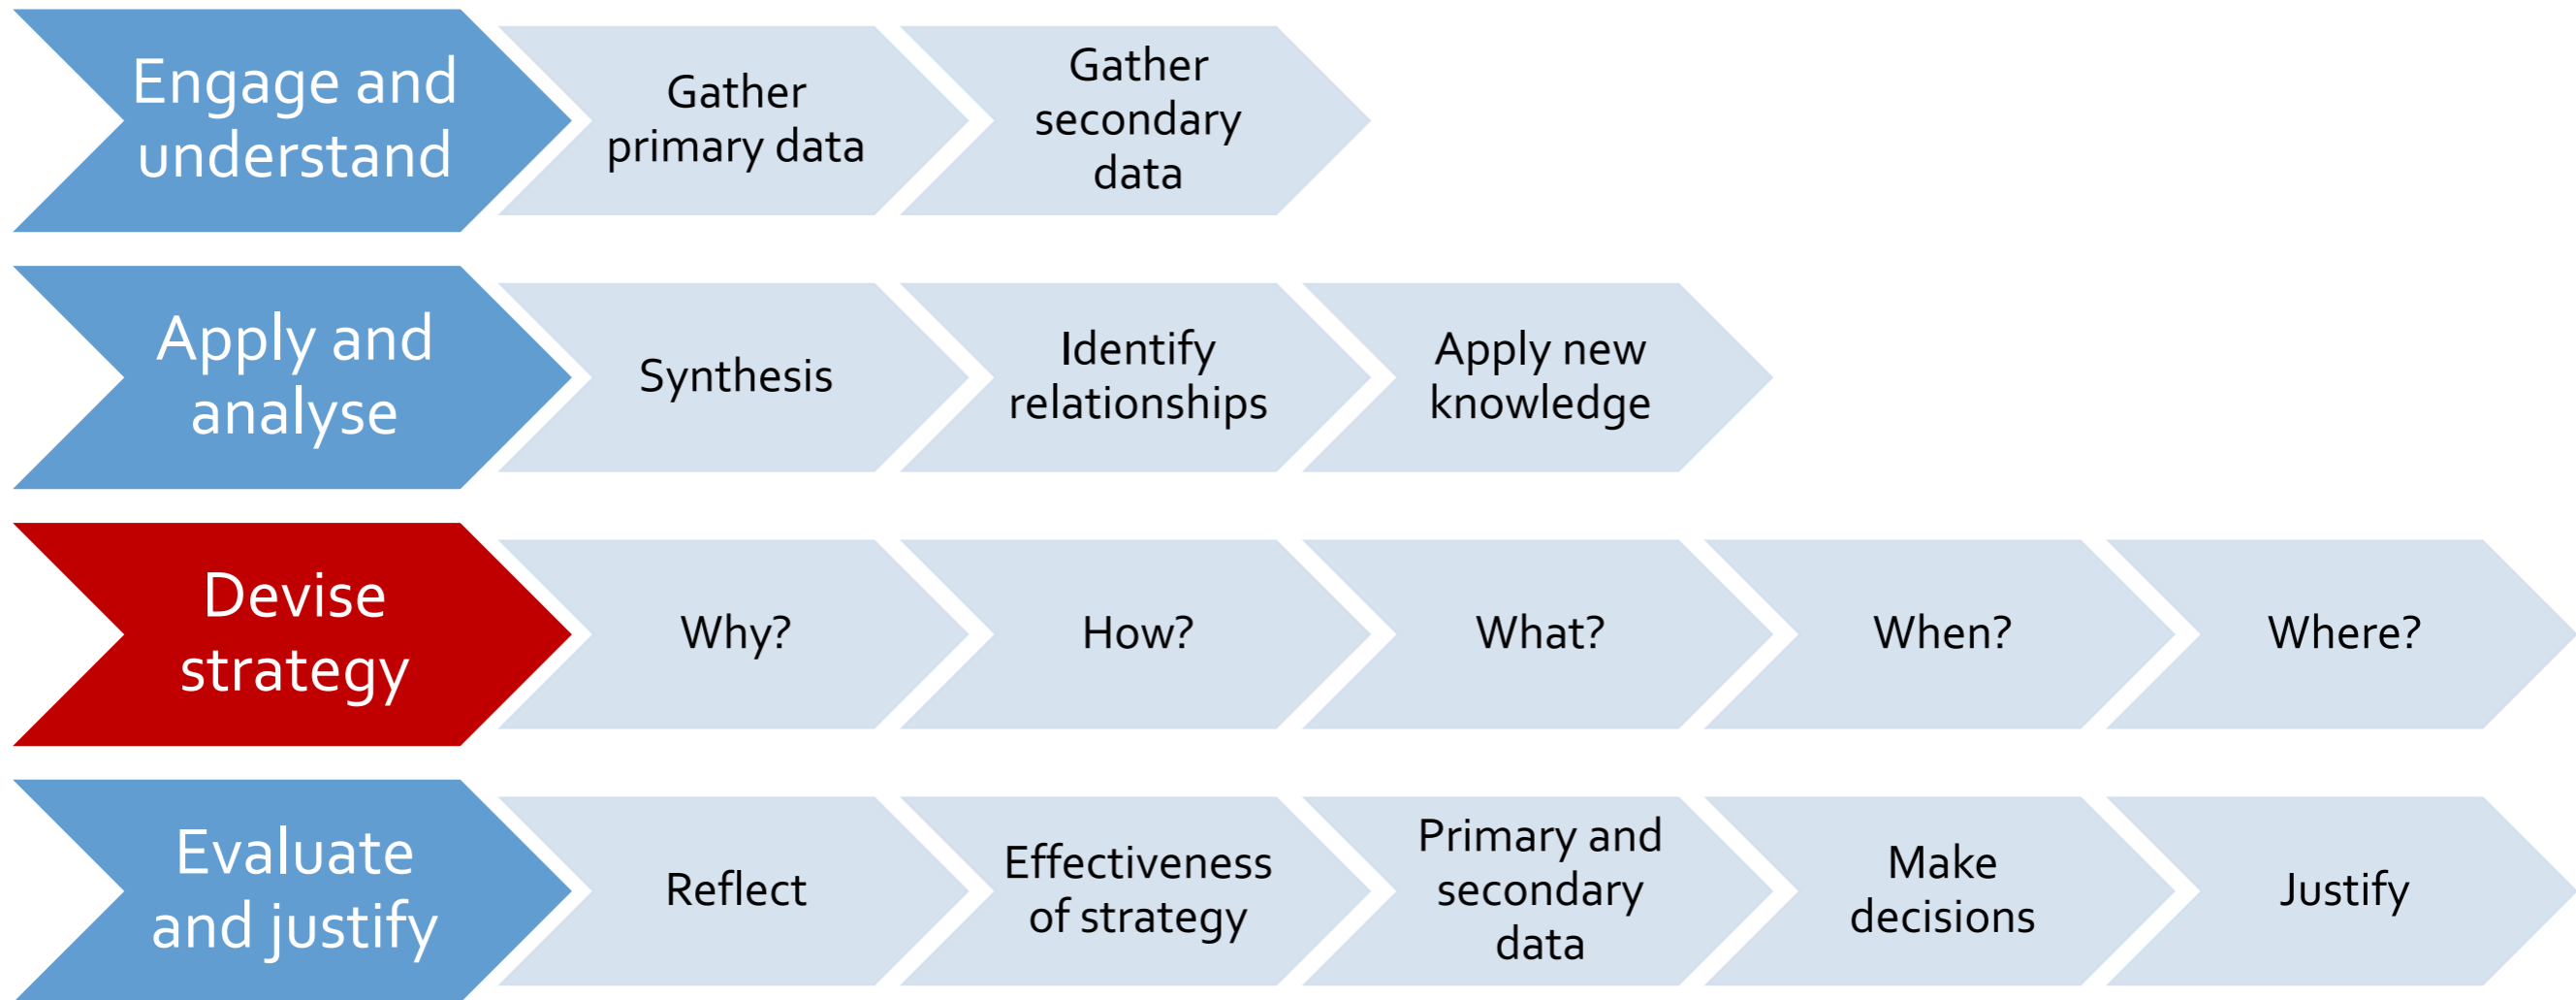 Engage and
understand
Gather
primary data
Gather
secondary
data
Apply and
analyse
Synthesis
Identify
relationships
Apply new
knowledge
Devise
strategy
Why?
How?
What?
When?
Where?
Evaluate
and justify
Reflect
Effectiveness
of strategy
Primary and
secondary
data
Make
decisions
Justify